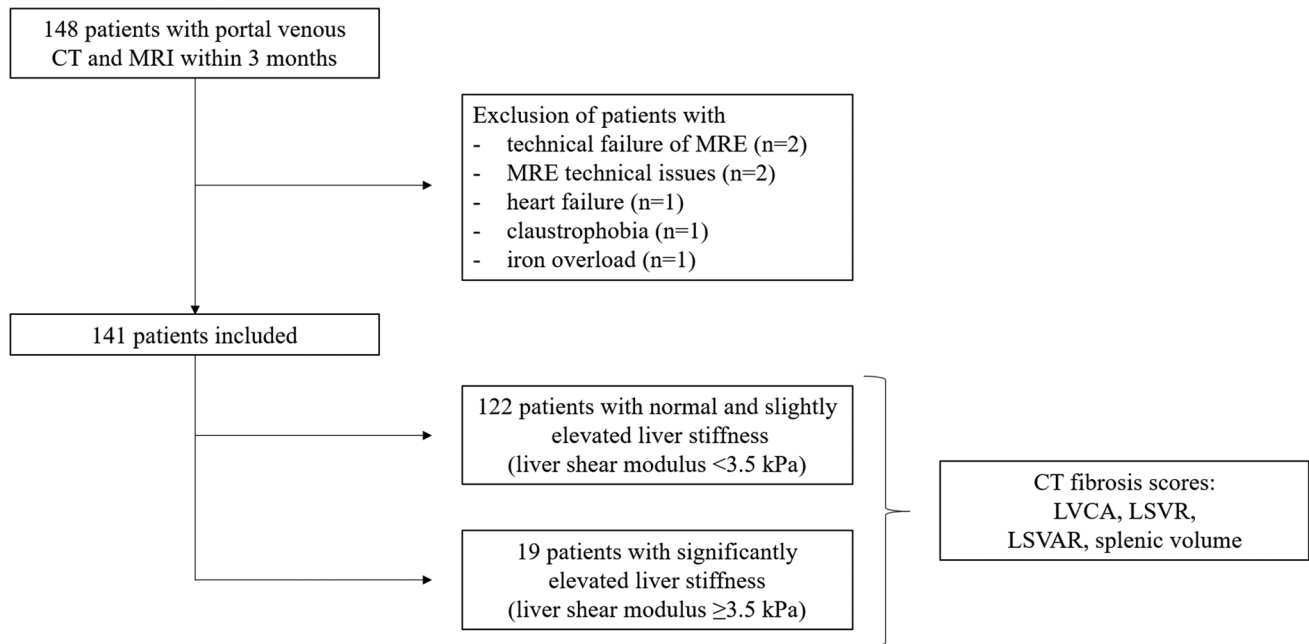 148 patients with portal venous
CT and MRI within 3 months
Exclusion of patients with
- technical failure of MRE (n=2)
- MRE technical issues (n=2)
- heart failure (n=1)
- claustrophobia (n=1)
- iron overload (n=1)
141 patients included
122 patients with normal and slightly
elevated liver stiffness
(liver shear modulus <3.5 kPa)
19 patients with significantly
elevated liver stiffness
(liver shear modulus ≥3.5 kPa)
CT fibrosis scores:
LVCA, LSVR,
LSVAR, splenic volume